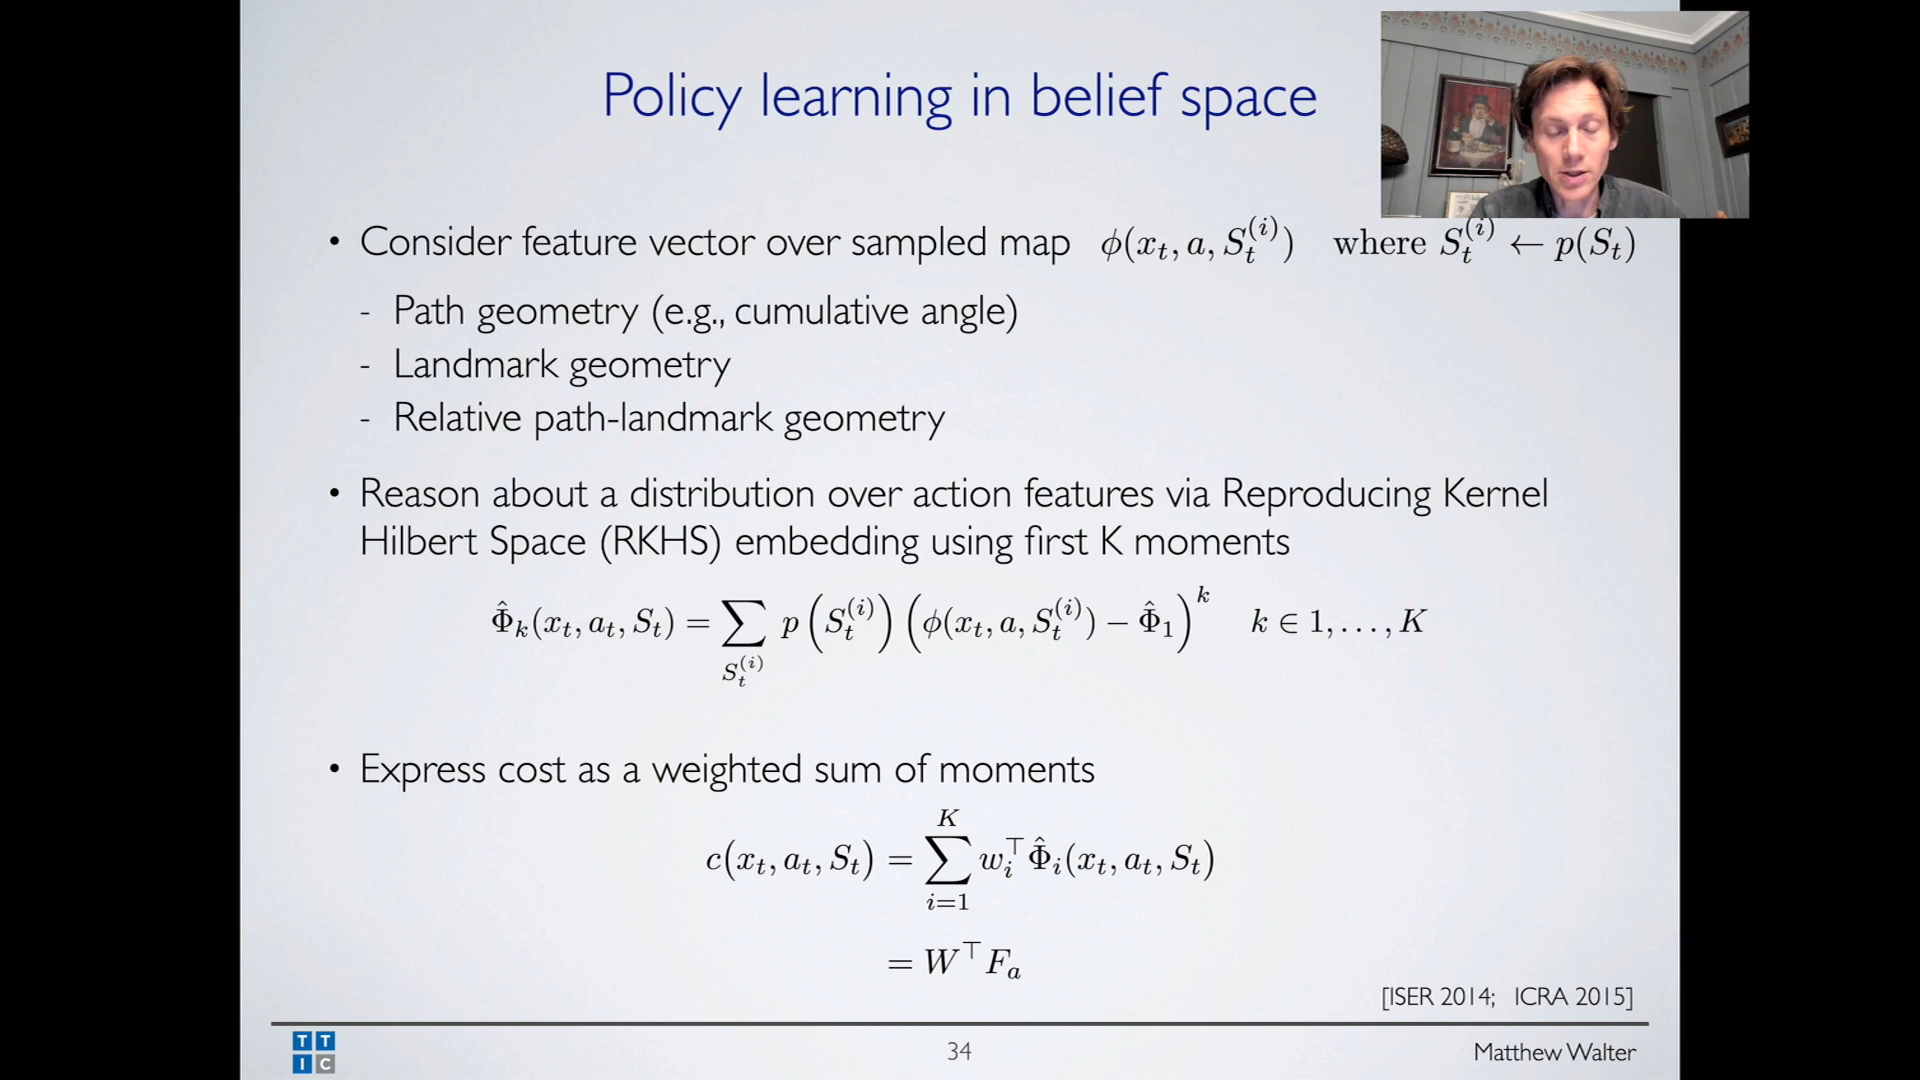 Policy learning in belief space
• Consider feature vector over sampled map ϕ(x_t, a, S_t^{(i)}) where S_t^{(i)} ← p(S_t)
- Path geometry (e.g., cumulative angle)
- Landmark geometry
- Relative path-landmark geometry
• Reason about a distribution over action features via Reproducing Kernel
Hilbert Space (RKHS) embedding using first K moments
Φ̂_k(x_t, a_t, S_t) = ∑_{S_t^{(i)}} p(S_t^{(i)}) (ϕ(x_t, a, S_t^{(i)}) − Φ̂_1)^k k ∈ 1, . . . , K
• Express cost as a weighted sum of moments
c(x_t, a_t, S_t) = ∑_{i=1}^{K} w_i^⊤ Φ̂_i(x_t, a_t, S_t)
= W^⊤ F_a
[ISER 2014; ICRA 2015]
TTIC
34
Matthew Walter